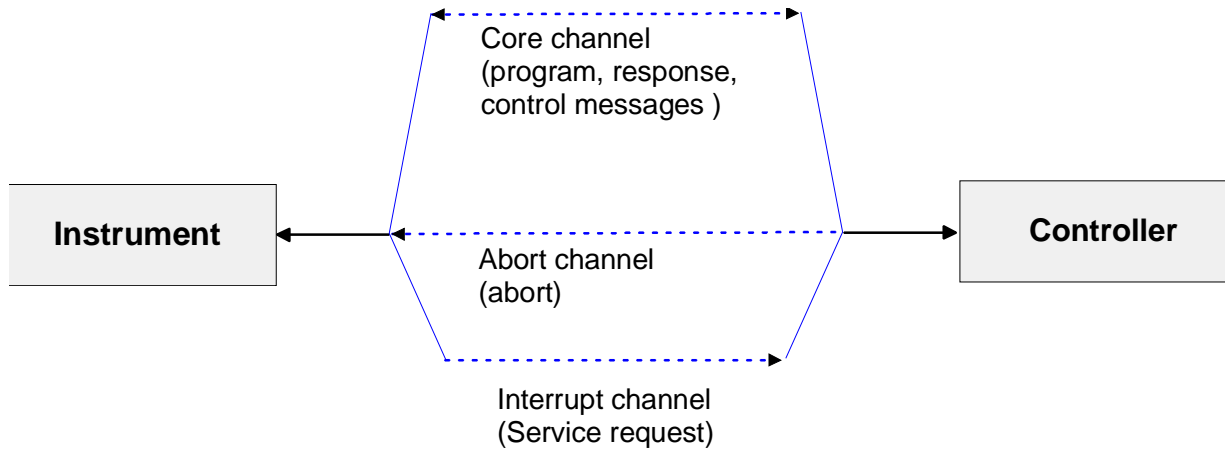 Core channel
(program, response,
control messages )
Instrument
Controller
Abort channel
(abort)
Interrupt channel
(Service request)